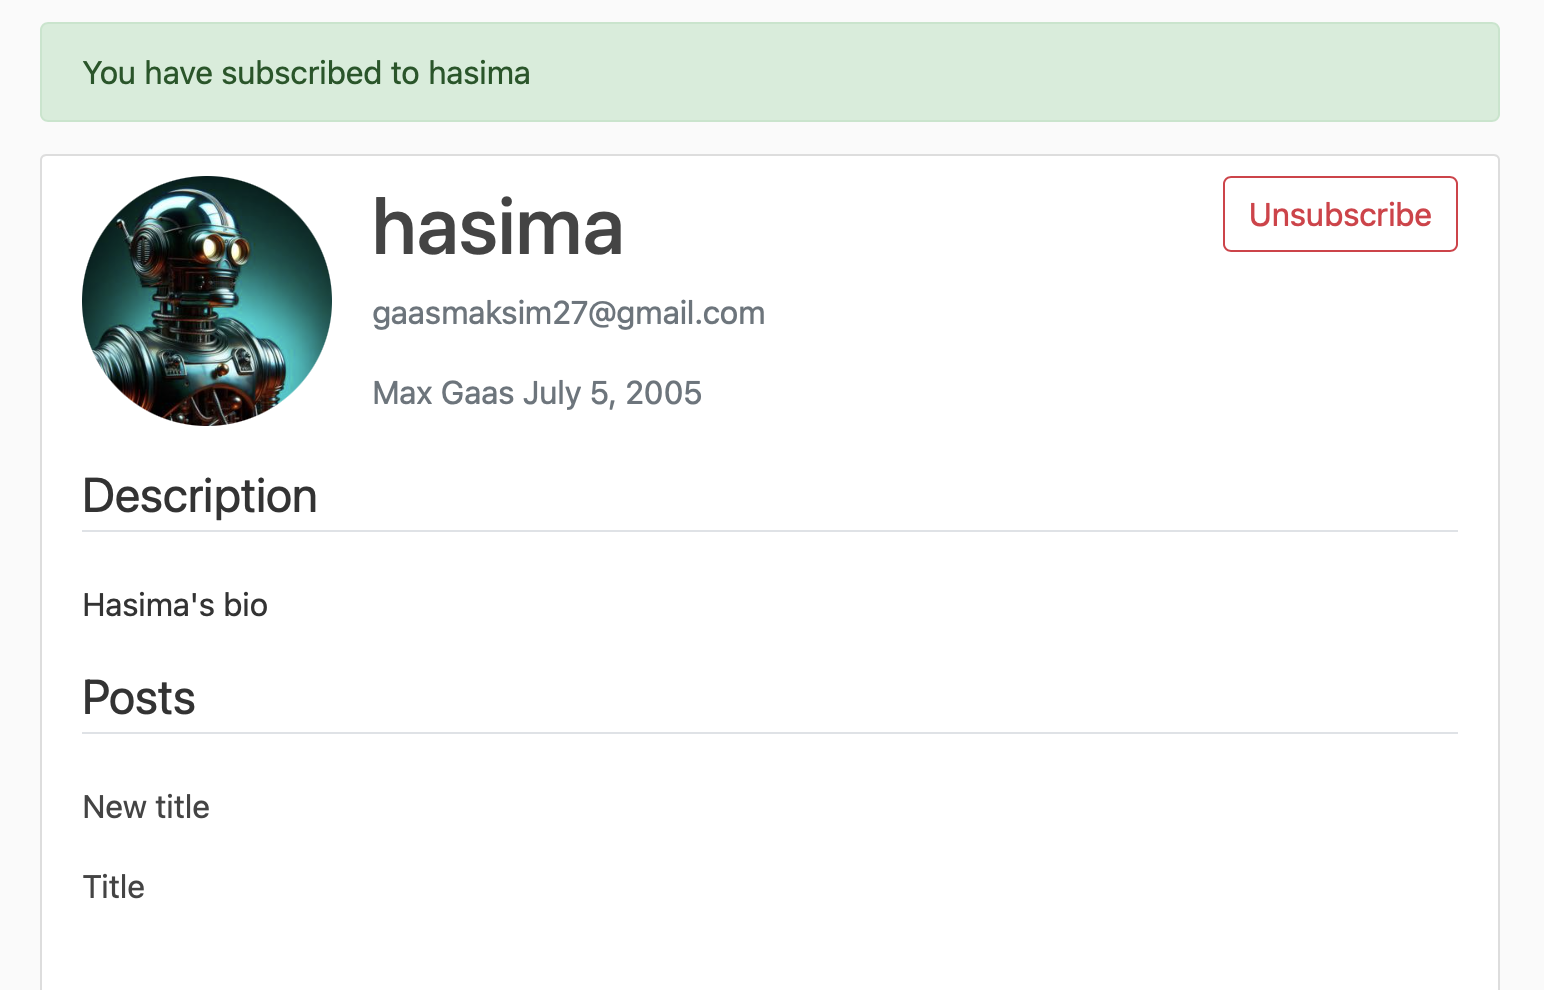 You have subscribed to hasima
hasima
Unsubscribe
gaasmaksim27@gmail.com
Max Gaas July 5, 2005
Description
Hasima's bio
Posts
New title
Title